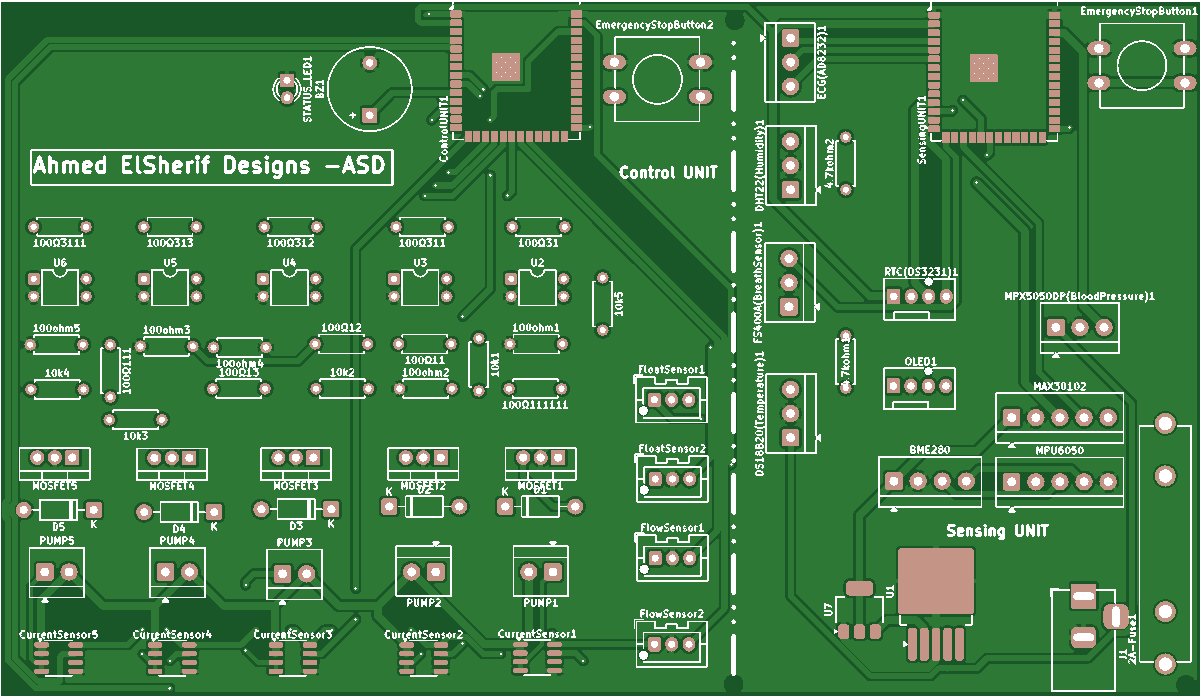 EmergencyStopButton1
EmergencyStopButton2
STATUS_LED1
BZ1
+
ControlUNIT1
ECG(AD8232)1
SensingUNIT1
Ahmed ElSherif Designs -ASD
Control UNIT
DHT22(Humidity)1
4.7lohm2
100Ω3111
100Ω313
100Ω312
100Ω311
100Ω31
U6
U5
U4
U3
U2
10k5
FS400A(BreathSensor)1
RTC(DS3231)1
MPX5050DP(BloodPressure)1
100ohm5
100ohm3
100Ω12
100ohm1
100Ω111
100ohm4
100Ω11
10k1
4.7kohm1
OLED1
FloatSensor1
10k4
100Ω13
10k2
100ohm2
100Ω111111
DS18B20(Temperature)1
MAX30102
10k3
FloatSensor2
BME280
MPU6050
MOSFET5
MOSFET4
MOSFET3
MOSFET2
MOSFET1
K
D2
K
D1
D5
K
D4
K
D3
K
FlowSensor1
Sensing UNIT
PUMP5
PUMP4
PUMP3
PUMP2
PUMP1
U1
U7
FlowSensor2
CurrentSensor5
CurrentSensor4
CurrentSensor3
CurrentSensor2
CurrentSensor1
J1
2A-Fuse1